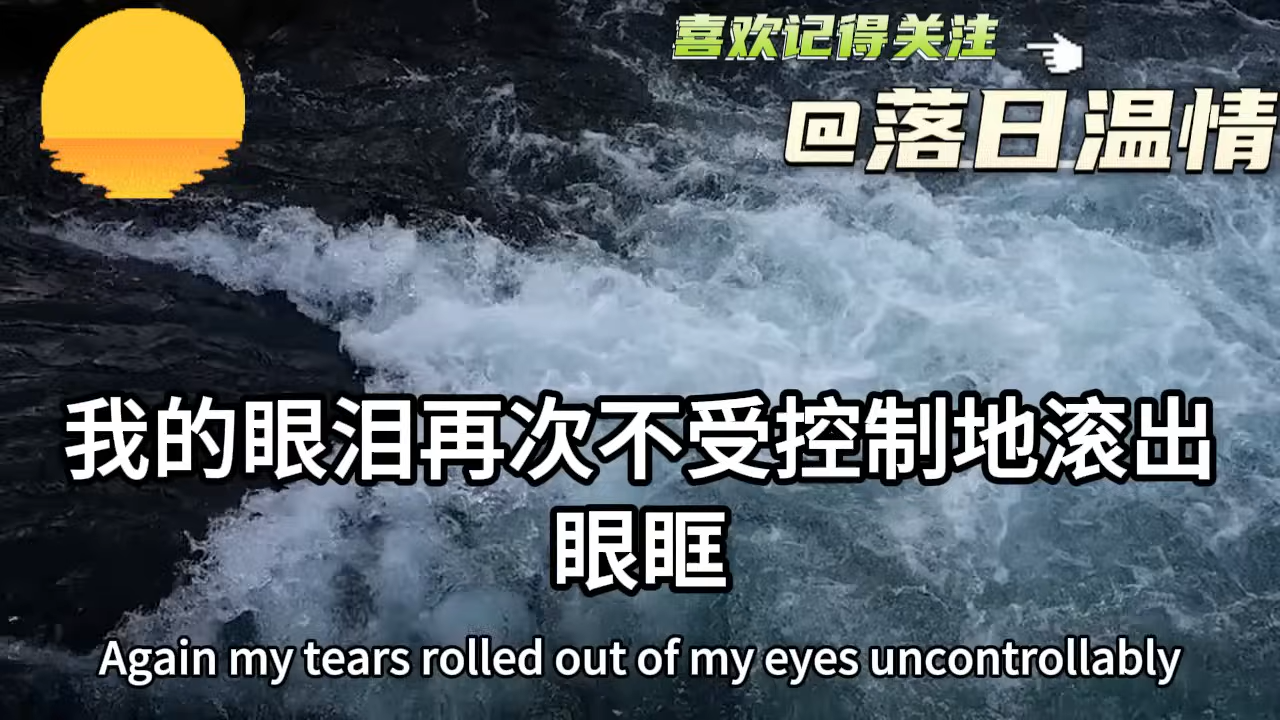 喜欢记得关注
@落日温情
我的眼泪再次不受控制地滚出
眼眶
Again my tears rolled out of my eyes uncontrollably